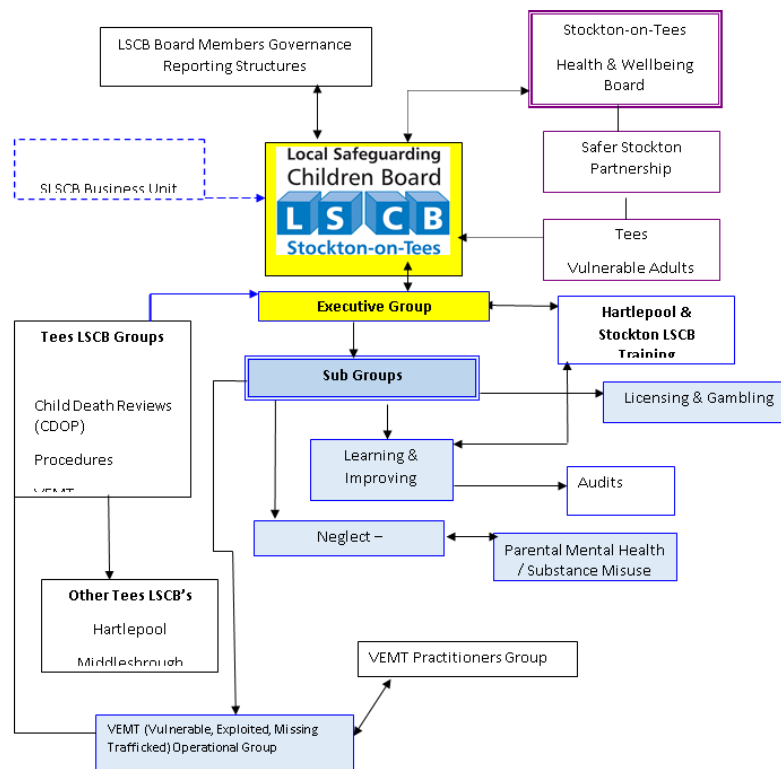 LSCB Board Members Governance
Reporting Structures
Stockton-on-Tees
Health & Wellbeing
Board
Local Safeguarding
Children Board
L S C B
Stockton-on-Tees
Safer Stockton
Partnership
SLSCB Business Unit
Tees
Vulnerable Adults
Executive Group
Hartlepool &
Stockton LSCB
Training
Tees LSCB Groups
Child Death Reviews
(CDOP)
Procedures
VEMT
Sub Groups
Licensing & Gambling
Learning &
Improving
Audits
Neglect –
Parental Mental Health
/ Substance Misuse
Other Tees LSCB's
Hartlepool
Middlesbrough
VEMT Practitioners Group
VEMT (Vulnerable, Exploited, Missing
Trafficked) Operational Group